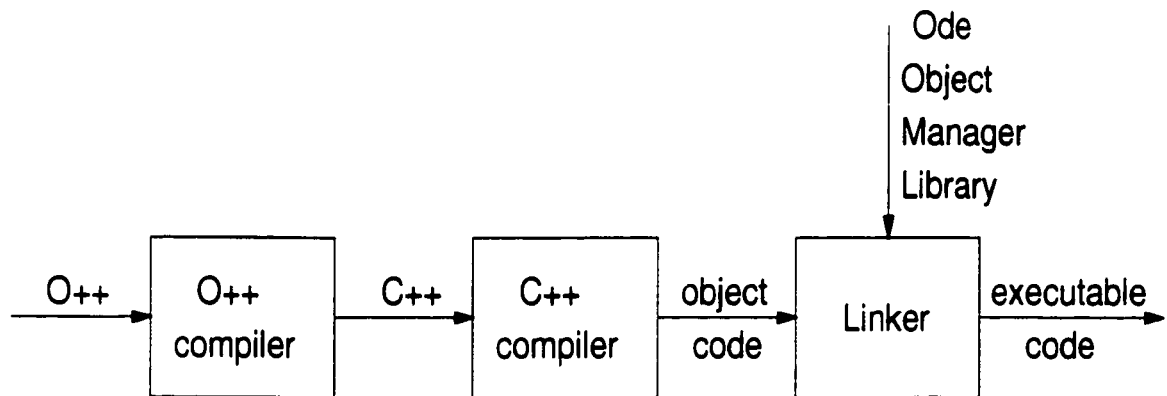 Ode
Object
Manager
Library
O++
O++
compiler
C++
C++
compiler
object
code
Linker
executable
code